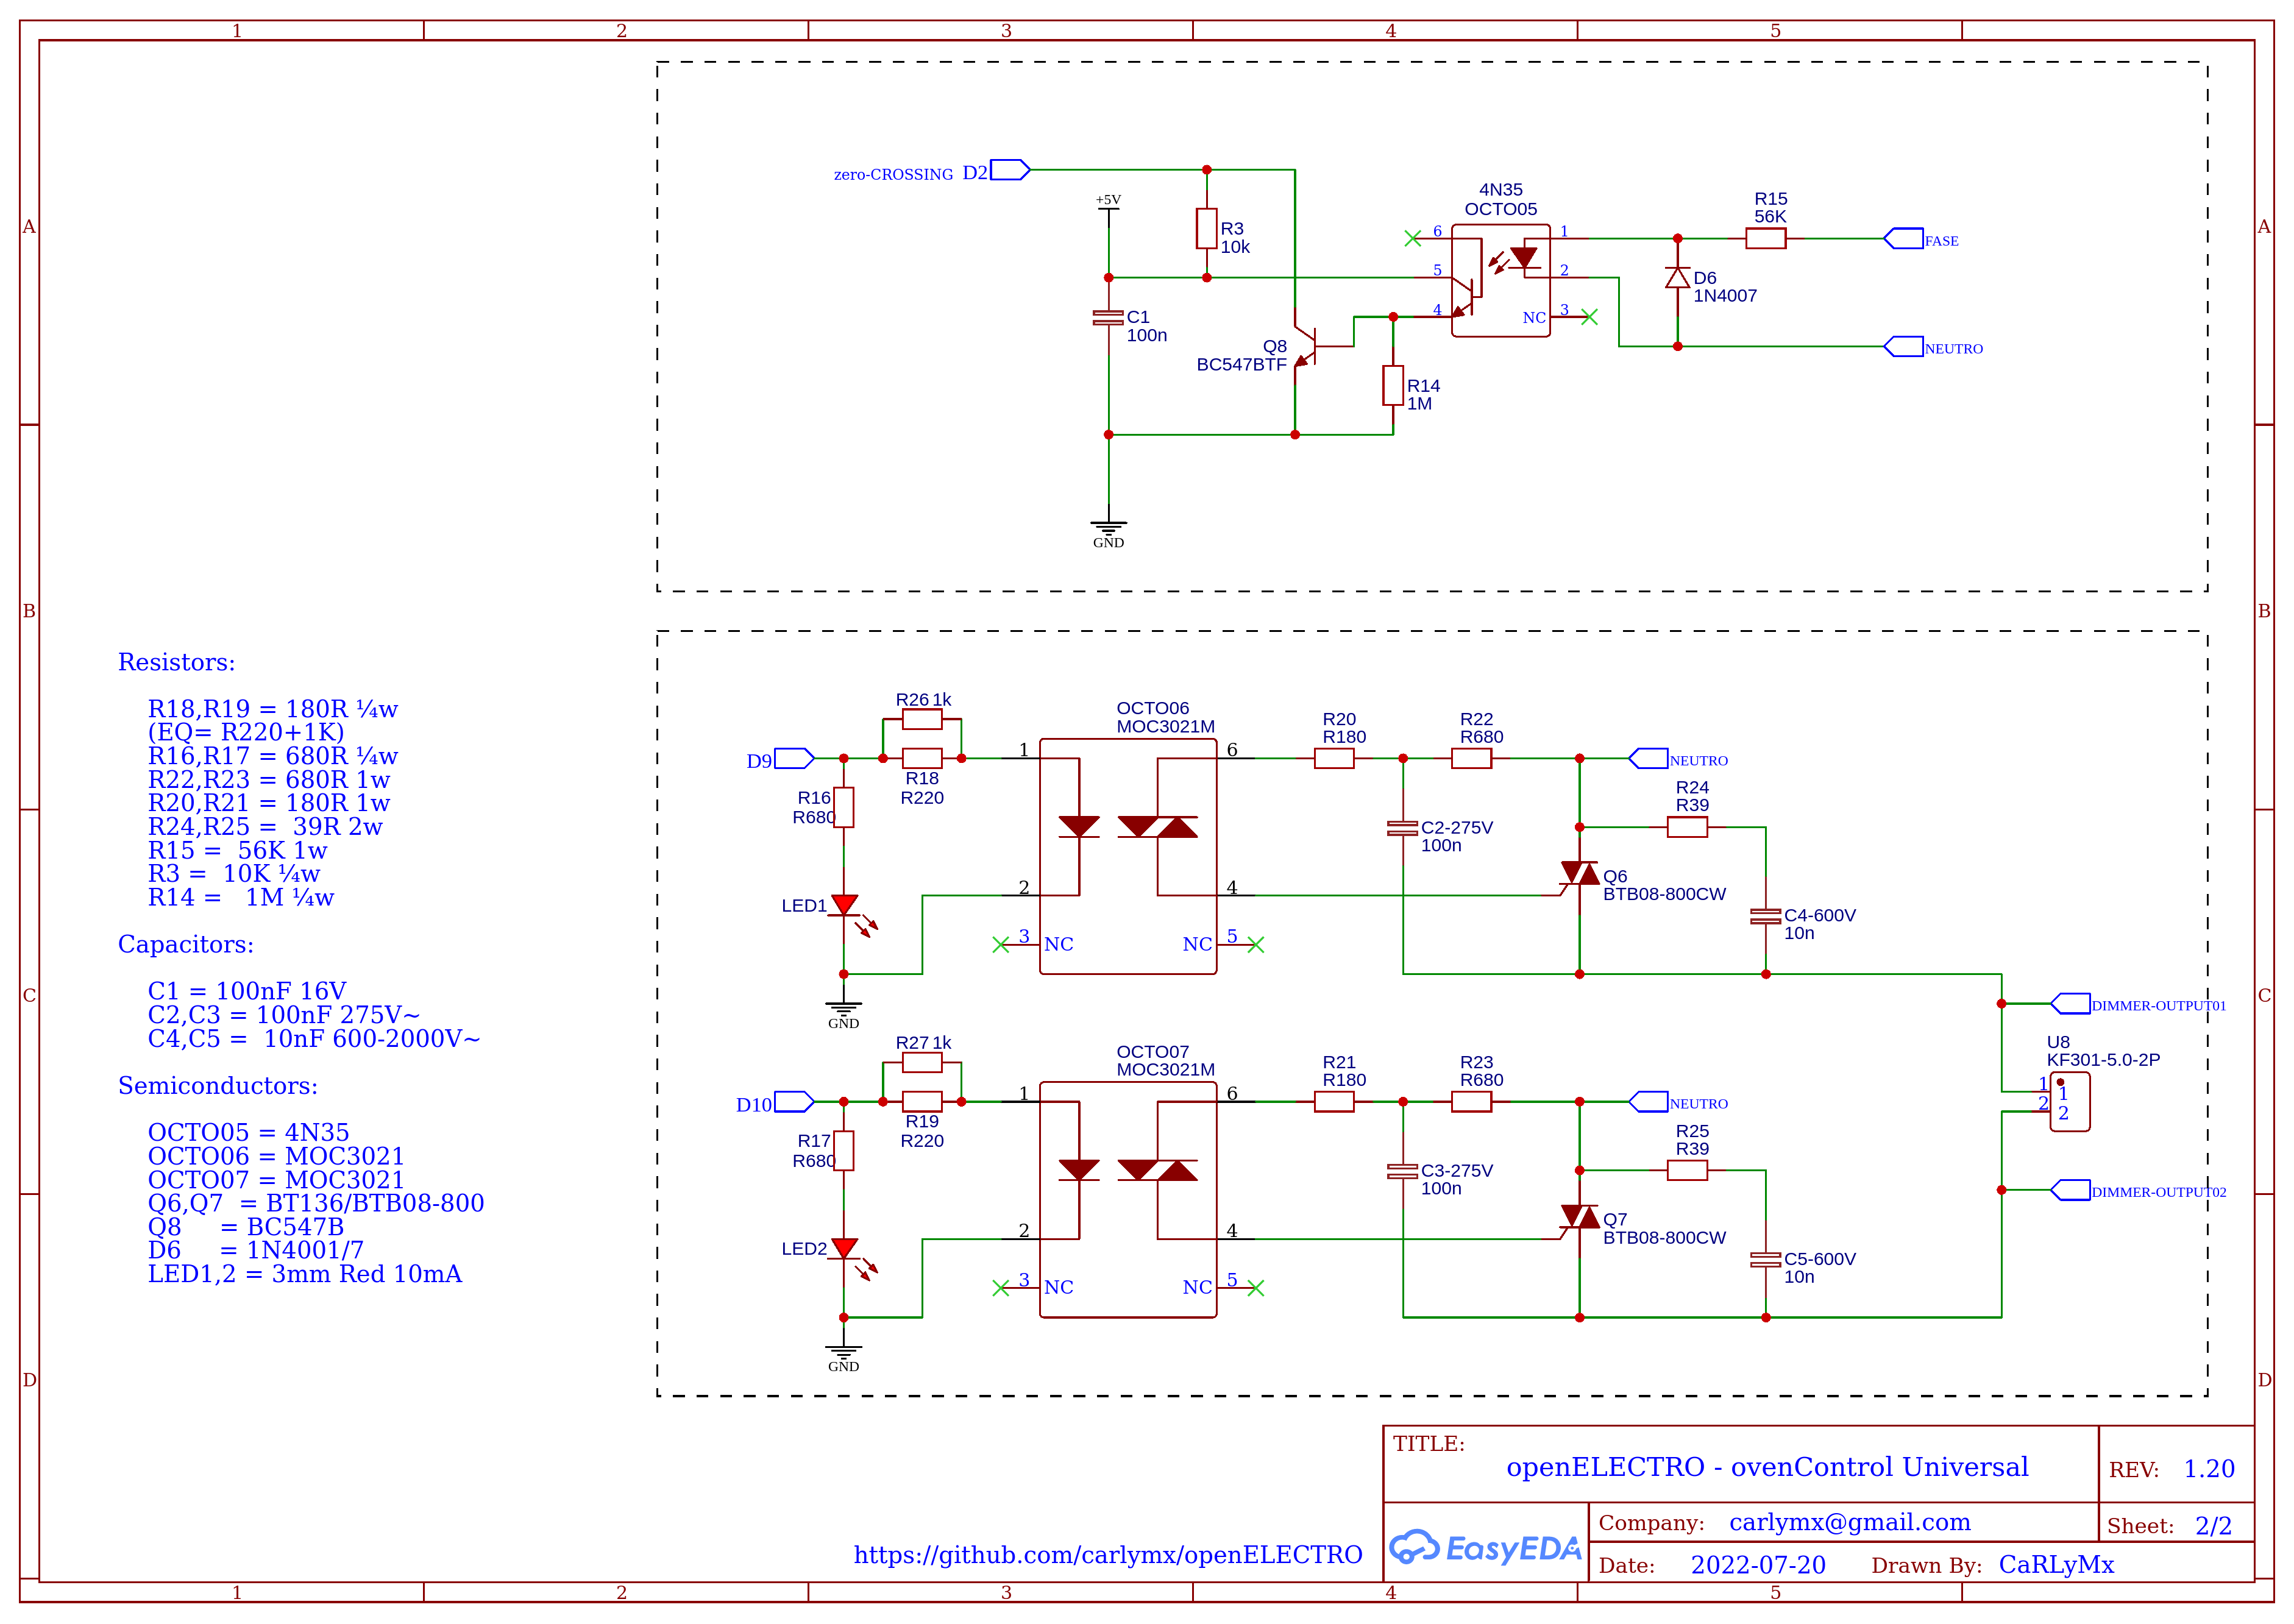 1 2 3 4 5
A
B
C
D
A
B
C
D
zero-CROSSING D2
+5V
R3
10k
C1
100n
Q8
BC547BTF
R14
1M
GND
4N35
OCTO05
6
5
4
1
2
NC 3
R15
56K
D6
1N4007
FASE
NEUTRO
Resistors:
R18,R19 = 180R ¼w
(EQ= R220+1K)
R16,R17 = 680R ¼w
R22,R23 = 680R 1w
R20,R21 = 180R 1w
R24,R25 =  39R 2w
R15 =  56K 1w
R3 =  10K ¼w
R14 =   1M ¼w
Capacitors:
C1 = 100nF 16V
C2,C3 = 100nF 275V~
C4,C5 =  10nF 600-2000V~
Semiconductors:
OCTO05 = 4N35
OCTO06 = MOC3021
OCTO07 = MOC3021
Q6,Q7  = BT136/BTB08-800
Q8     = BC547B
D6     = 1N4001/7
LED1,2 = 3mm Red 10mA
D9
R26 1k
R18
R220
R16
R680
LED1
GND
OCTO06
MOC3021M
1
2
3 NC
6
4
NC 5
R20
R180
R22
R680
NEUTRO
C2-275V
100n
R24
R39
Q6
BTB08-800CW
C4-600V
10n
DIMMER-OUTPUT01
U8
KF301-5.0-2P
1 1
2 2
DIMMER-OUTPUT02
D10
R27 1k
R19
R220
R17
R680
LED2
GND
OCTO07
MOC3021M
1
2
3 NC
6
4
NC 5
R21
R180
R23
R680
NEUTRO
C3-275V
100n
R25
R39
Q7
BTB08-800CW
C5-600V
10n
TITLE:
openELECTRO - ovenControl Universal
REV: 1.20
EasyEDA
Company: carlymx@gmail.com
Sheet: 2/2
Date: 2022-07-20 Drawn By: CaRLyMx
https://github.com/carlymx/openELECTRO
1 2 3 4 5